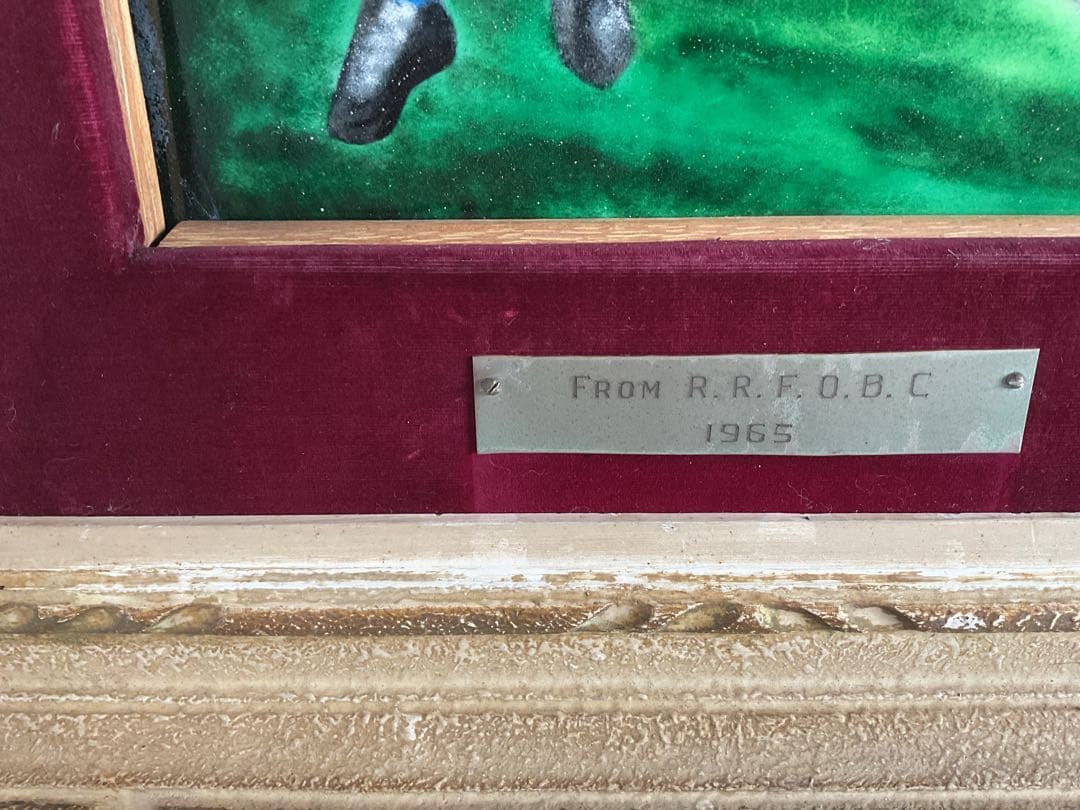 FROM R. R. F. O. B. C
1965